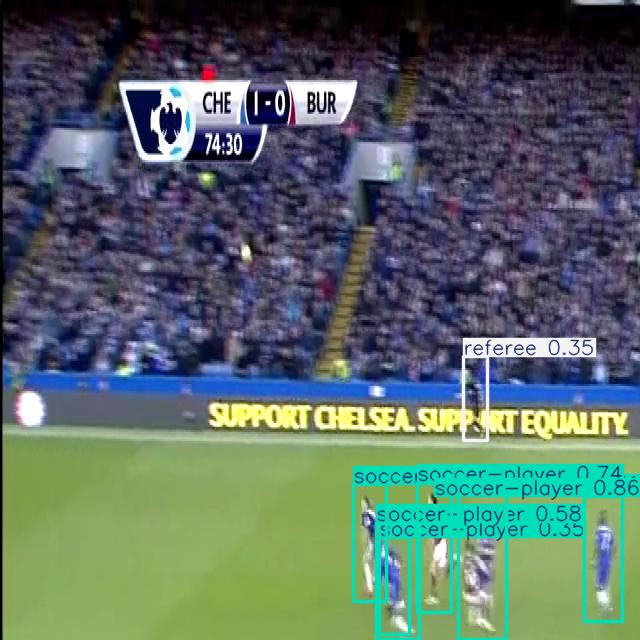 CHE 1-0 BUR
74:30
referee 0.35
SUPPORT CHELSEA. SUPPORT EQUALITY.
soccer
soccer-player 0.74
soccer-player 0.86
soccer-player 0.58
soccer-player 0.35